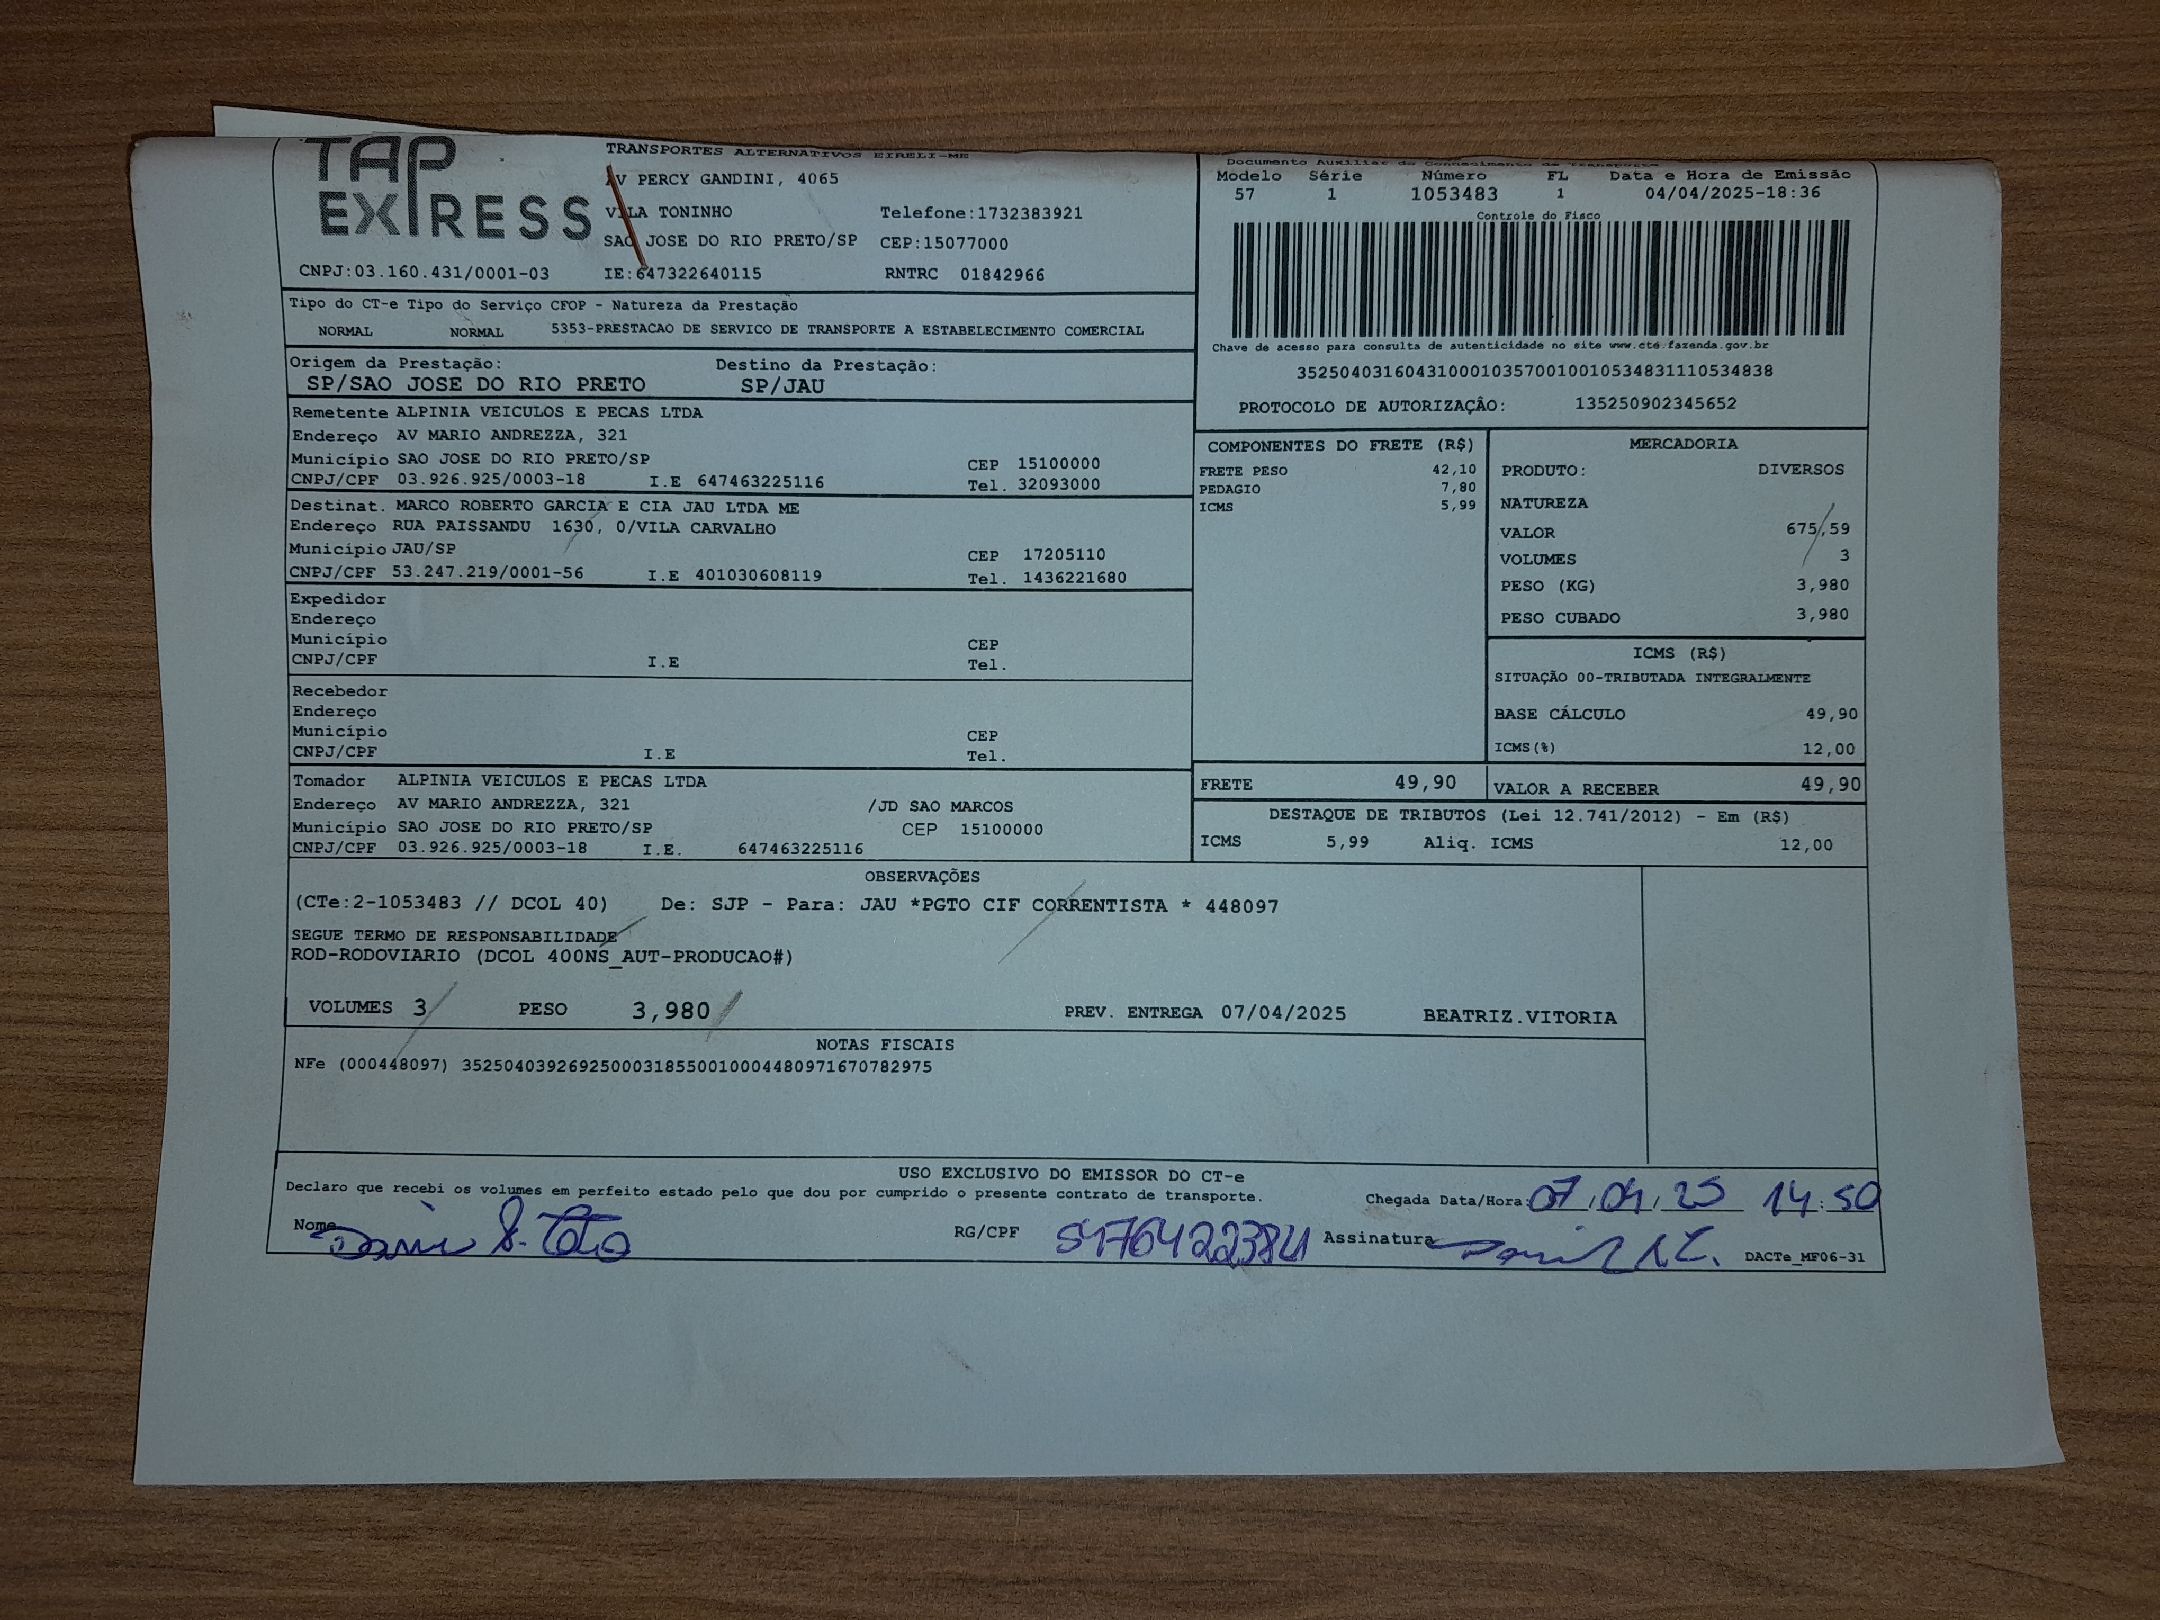 TAP
EXPRESS
TRANSPORTES ALTERNATIVOS EIRELI-ME
AV PERCY GANDINI, 4065
VILA TONINHO Telefone:1732383921
SAO JOSE DO RIO PRETO/SP CEP:15077000
CNPJ:03.160.431/0001-03 IE:647322640115 RNTRC 01842966
Documento Auxiliar do Conhecimento de Transporte
Modelo Série Número FL Data e Hora de Emissão
57 1 1053483 1 04/04/2025-18:36
Controle do Fisco
Chave de acesso para consulta de autenticidade no site www.cte.fazenda.gov.br
35250403160431000103570010010534831110534838
PROTOCOLO DE AUTORIZAÇÂO: 135250902345652
Tipo do CT-e Tipo do Serviço CFOP - Natureza da Prestação
NORMAL NORMAL 5353-PRESTACAO DE SERVICO DE TRANSPORTE A ESTABELECIMENTO COMERCIAL
Origem da Prestação: Destino da Prestação:
SP/SAO JOSE DO RIO PRETO SP/JAU
Remetente ALPINIA VEICULOS E PECAS LTDA
Endereço AV MARIO ANDREZZA, 321
Município SAO JOSE DO RIO PRETO/SP CEP 15100000
CNPJ/CPF 03.926.925/0003-18 I.E 647463225116 Tel. 32093000
Destinat. MARCO ROBERTO GARCIA E CIA JAU LTDA ME
Endereço RUA PAISSANDU 1630, 0/VILA CARVALHO
Município JAU/SP CEP 17205110
CNPJ/CPF 53.247.219/0001-56 I.E 401030608119 Tel. 1436221680
Expedidor
Endereço
Município CEP
CNPJ/CPF I.E Tel.
Recebedor
Endereço
Município CEP
CNPJ/CPF I.E Tel.
Tomador ALPINIA VEICULOS E PECAS LTDA
Endereço AV MARIO ANDREZZA, 321 /JD SAO MARCOS
Município SAO JOSE DO RIO PRETO/SP CEP 15100000
CNPJ/CPF 03.926.925/0003-18 I.E. 647463225116
COMPONENTES DO FRETE (R$)
FRETE PESO 42,10
PEDAGIO 7,80
ICMS 5,99
MERCADORIA
PRODUTO: DIVERSOS
NATUREZA
VALOR 675,59
VOLUMES 3
PESO (KG) 3,980
PESO CUBADO 3,980
ICMS (R$)
SITUAÇÃO 00-TRIBUTADA INTEGRALMENTE
BASE CÁLCULO 49,90
ICMS(%) 12,00
FRETE 49,90 VALOR A RECEBER 49,90
DESTAQUE DE TRIBUTOS (Lei 12.741/2012) - Em (R$)
ICMS 5,99 Aliq. ICMS 12,00
OBSERVAÇÕES
(CTe:2-1053483 // DCOL 40) De: SJP - Para: JAU *PGTO CIF CORRENTISTA * 448097
SEGUE TERMO DE RESPONSABILIDADE
ROD-RODOVIARIO (DCOL 400NS_AUT-PRODUCAO#)
VOLUMES 3 PESO 3,980 PREV. ENTREGA 07/04/2025 BEATRIZ.VITORIA
NOTAS FISCAIS
NFe (000448097) 35250403926925000318550010004480971670782975
USO EXCLUSIVO DO EMISSOR DO CT-e
Declaro que recebi os volumes em perfeito estado pelo que dou por cumprido o presente contrato de transporte. Chegada Data/Hora: 07/04/25 14:50
Nome RG/CPF Assinatura DACTe_MF06-31